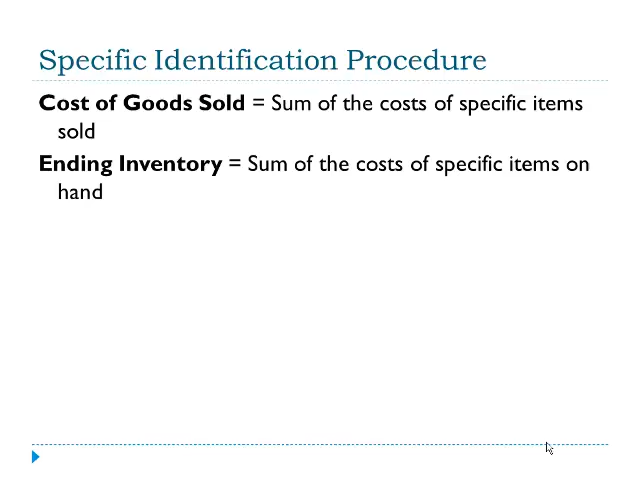 Specific Identification Procedure
Cost of Goods Sold = Sum of the costs of specific items
sold
Ending Inventory = Sum of the costs of specific items on
hand